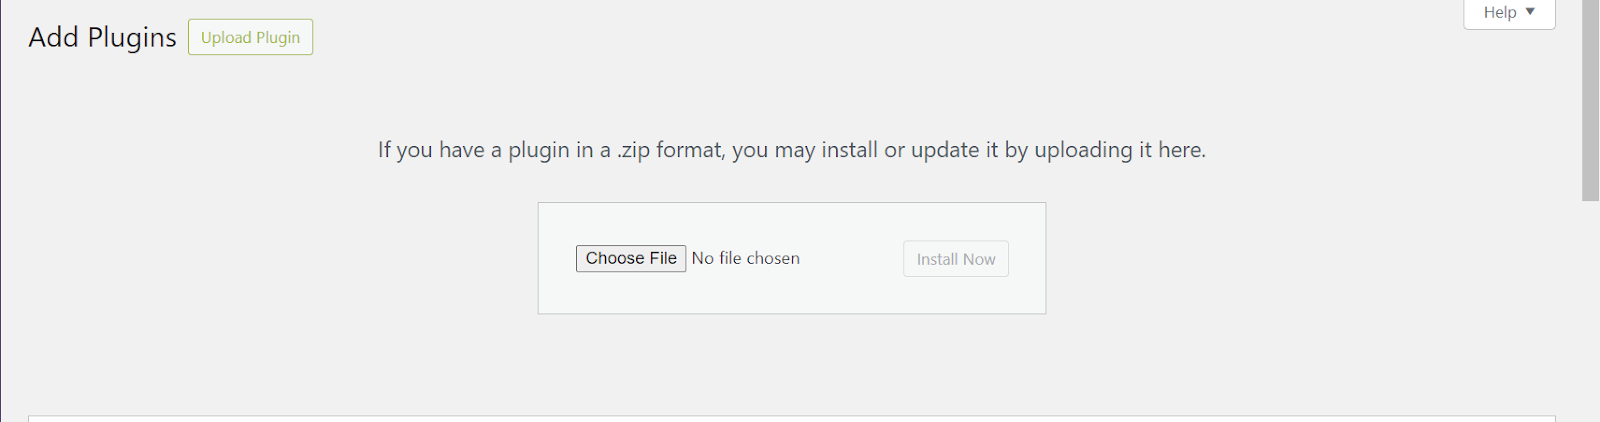 Add Plugins Upload Plugin Help ▼
If you have a plugin in a .zip format, you may install or update it by uploading it here.
Choose File No file chosen Install Now